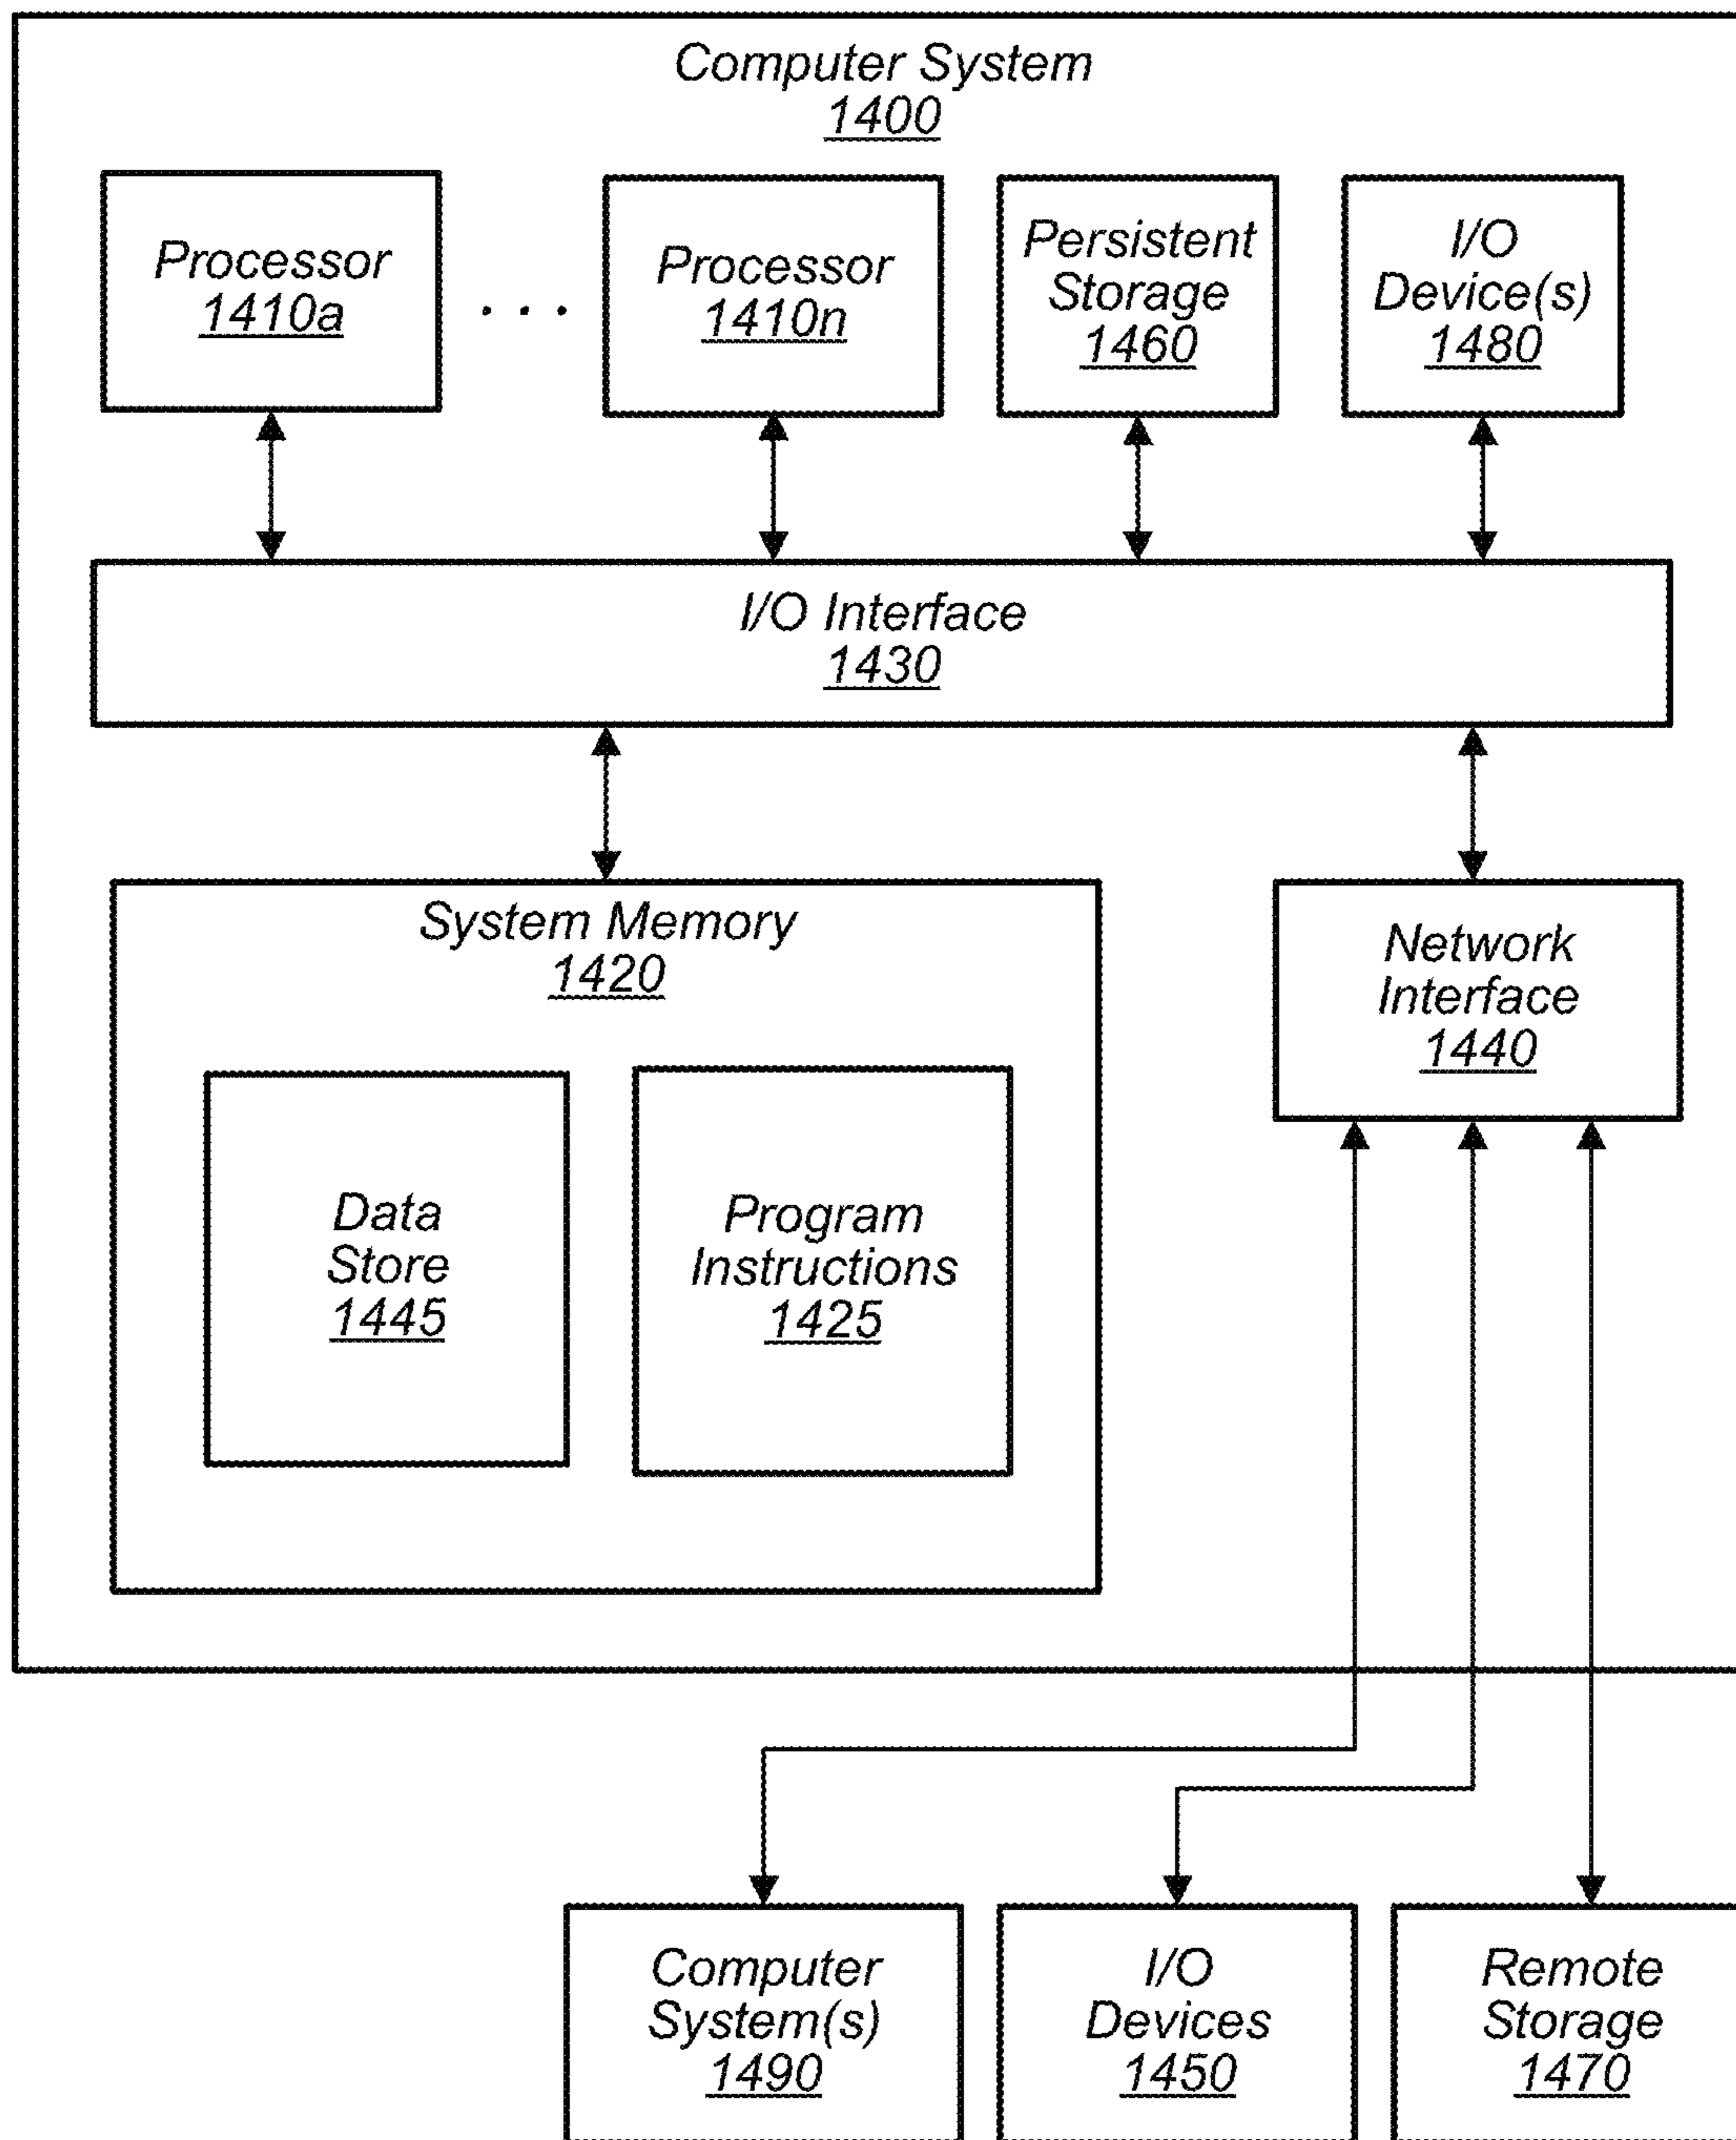 Computer System
1400
Processor
1410a
. . .
Processor
1410n
Persistent
Storage
1460
I/O
Device(s)
1480
I/O Interface
1430
System Memory
1420
Data
Store
1445
Program
Instructions
1425
Network
Interface
1440
Computer
System(s)
1490
I/O
Devices
1450
Remote
Storage
1470